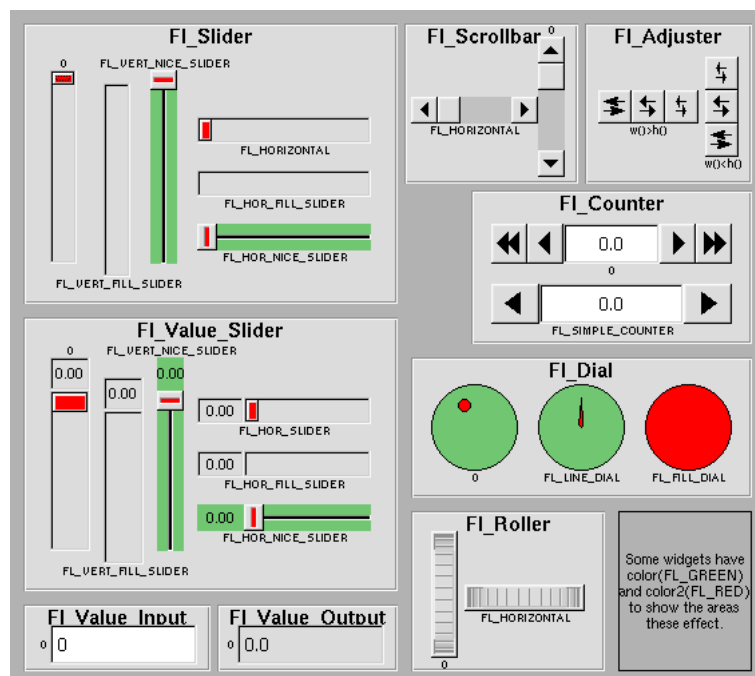 Fl_Slider
0
FL_VERT_NICE_SLIDER
FL_HORIZONTAL
FL_HOR_FILL_SLIDER
FL_HOR_NICE_SLIDER
FL_VERT_FILL_SLIDER
Fl_Scrollbar
0
FL_HORIZONTAL
Fl_Adjuster
w()>h()
w()<h()
Fl_Counter
0.0
0
0.0
FL_SIMPLE_COUNTER
Fl_Value_Slider
0
FL_VERT_NICE_SLIDER
0.00
0.00
0.00
0.00
FL_HOR_SLIDER
0.00
FL_HOR_FILL_SLIDER
0.00
FL_HOR_NICE_SLIDER
FL_VERT_FILL_SLIDER
Fl_Dial
0
FL_LINE_DIAL
FL_FILL_DIAL
Fl_Roller
FL_HORIZONTAL
0
Some widgets have
color(FL_GREEN)
and color2(FL_RED)
to show the areas
these effect.
Fl_Value_Input
0
0
Fl_Value_Output
0
0.0